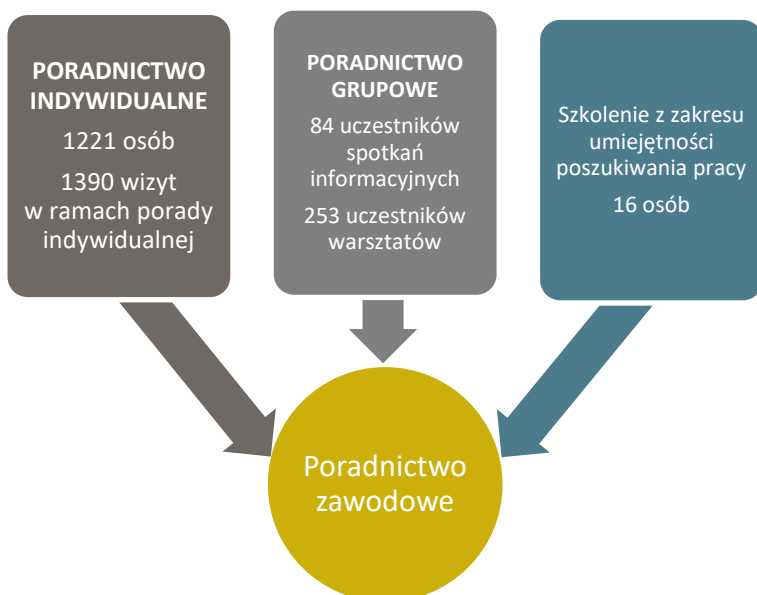 PORADNICTWO
INDYWIDUALNE
1221 osób
1390 wizyt
w ramach porady
indywidualnej
PORADNICTWO
GRUPOWE
84 uczestników
spotkań
informacyjnych
253 uczestników
warsztatów
Szkolenie z zakresu
umiejętności
poszukiwania pracy
16 osób
Poradnictwo
zawodowe